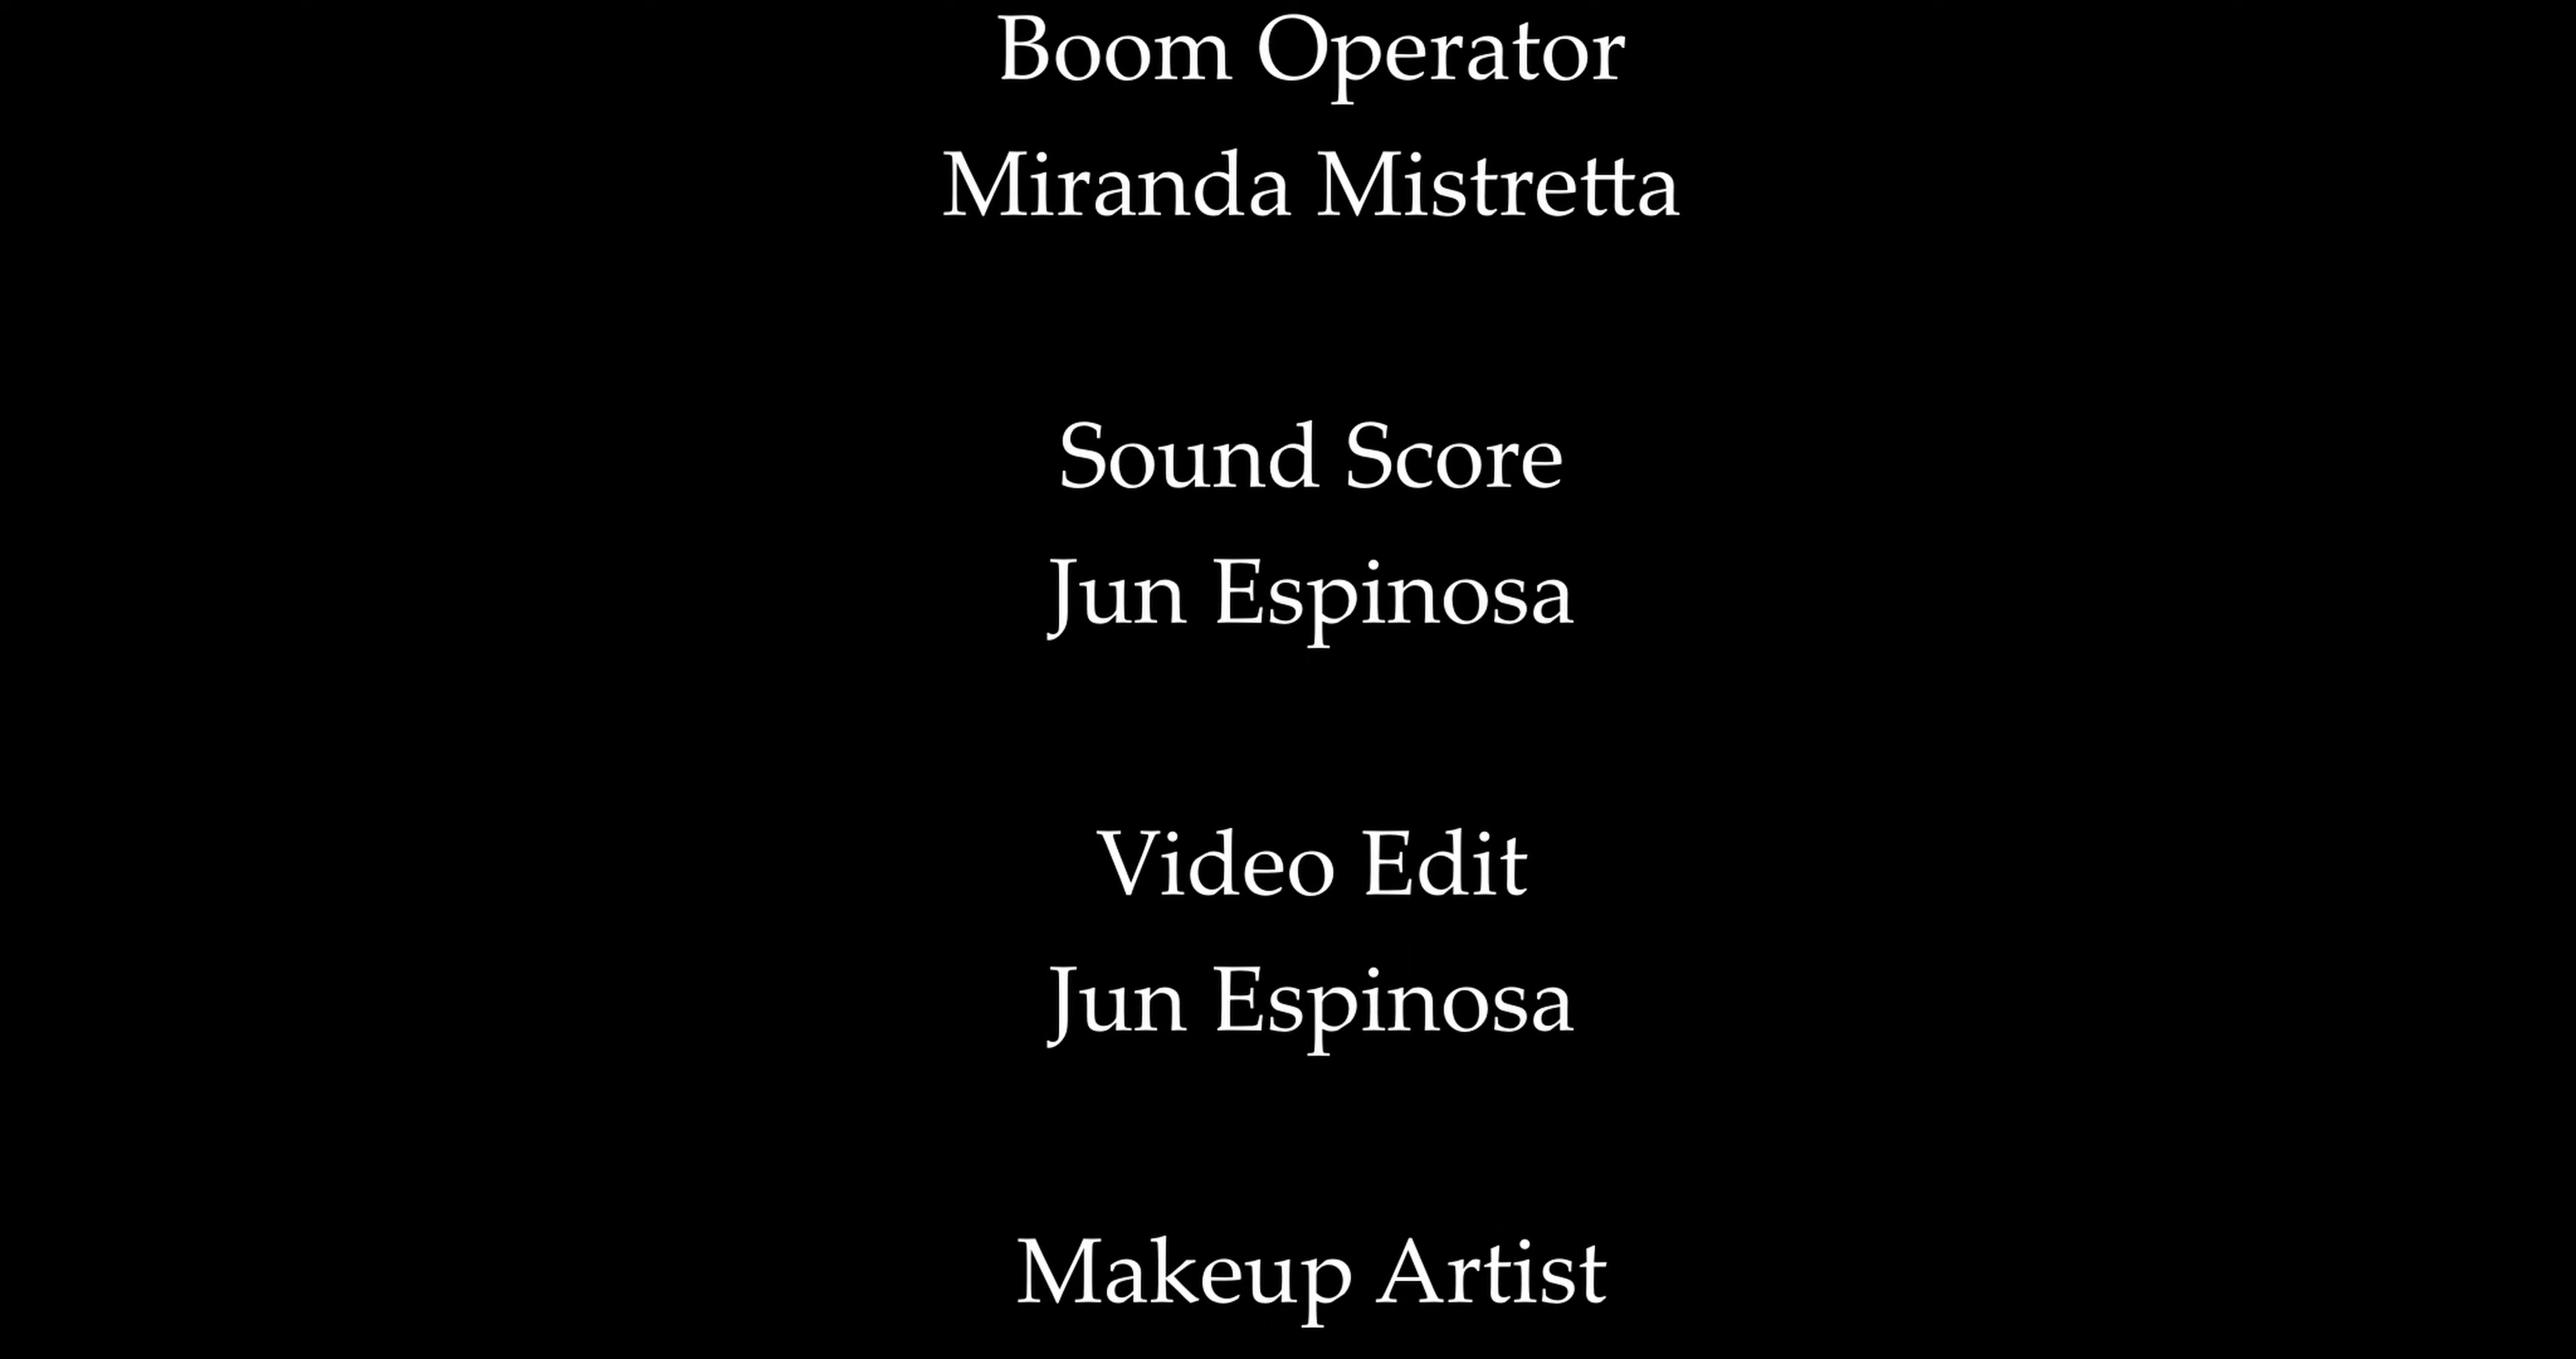 Boom Operator
Miranda Mistretta
Sound Score
Jun Espinosa
Video Edit
Jun Espinosa
Makeup Artist